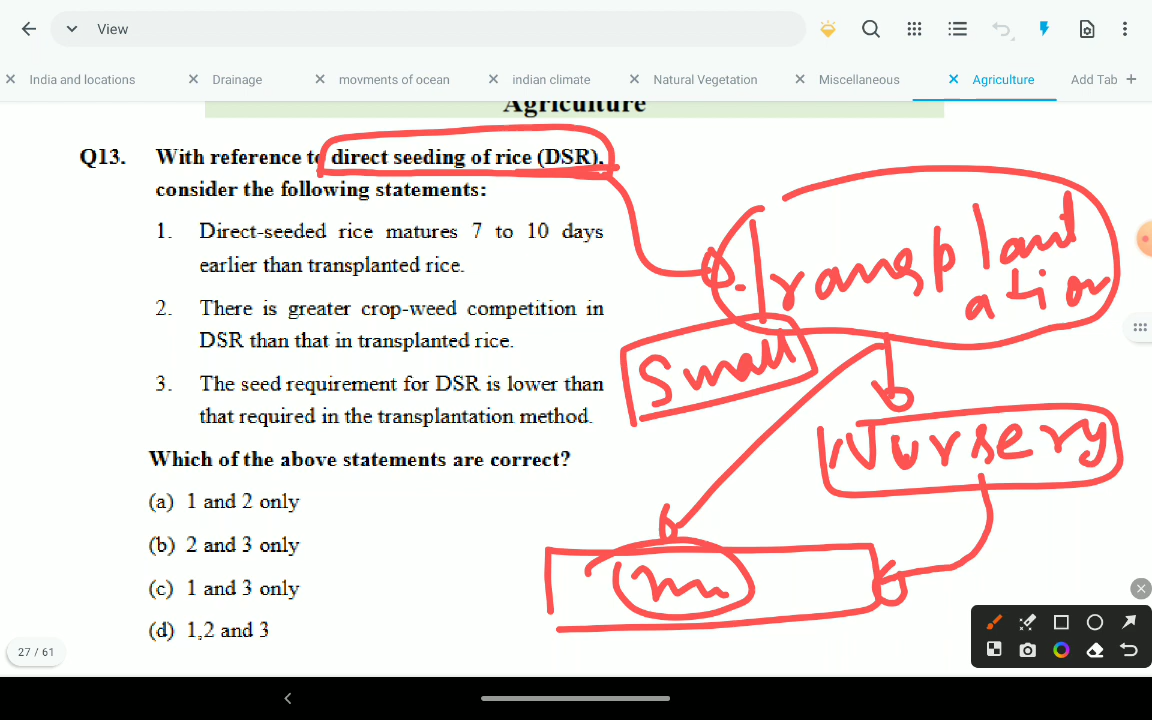 View
India and locations
Drainage
movments of ocean
indian climate
Natural Vegetation
Miscellaneous
Agriculture
Add Tab +
Agriculture
Q13. With reference to direct seeding of rice (DSR),
consider the following statements:
1. Direct-seeded rice matures 7 to 10 days
earlier than transplanted rice.
2. There is greater crop-weed competition in
DSR than that in transplanted rice.
3. The seed requirement for DSR is lower than
that required in the transplantation method.
Which of the above statements are correct?
(a) 1 and 2 only
(b) 2 and 3 only
(c) 1 and 3 only
(d) 1,2 and 3
Transplant
ation
Small
Nursery
27 / 61